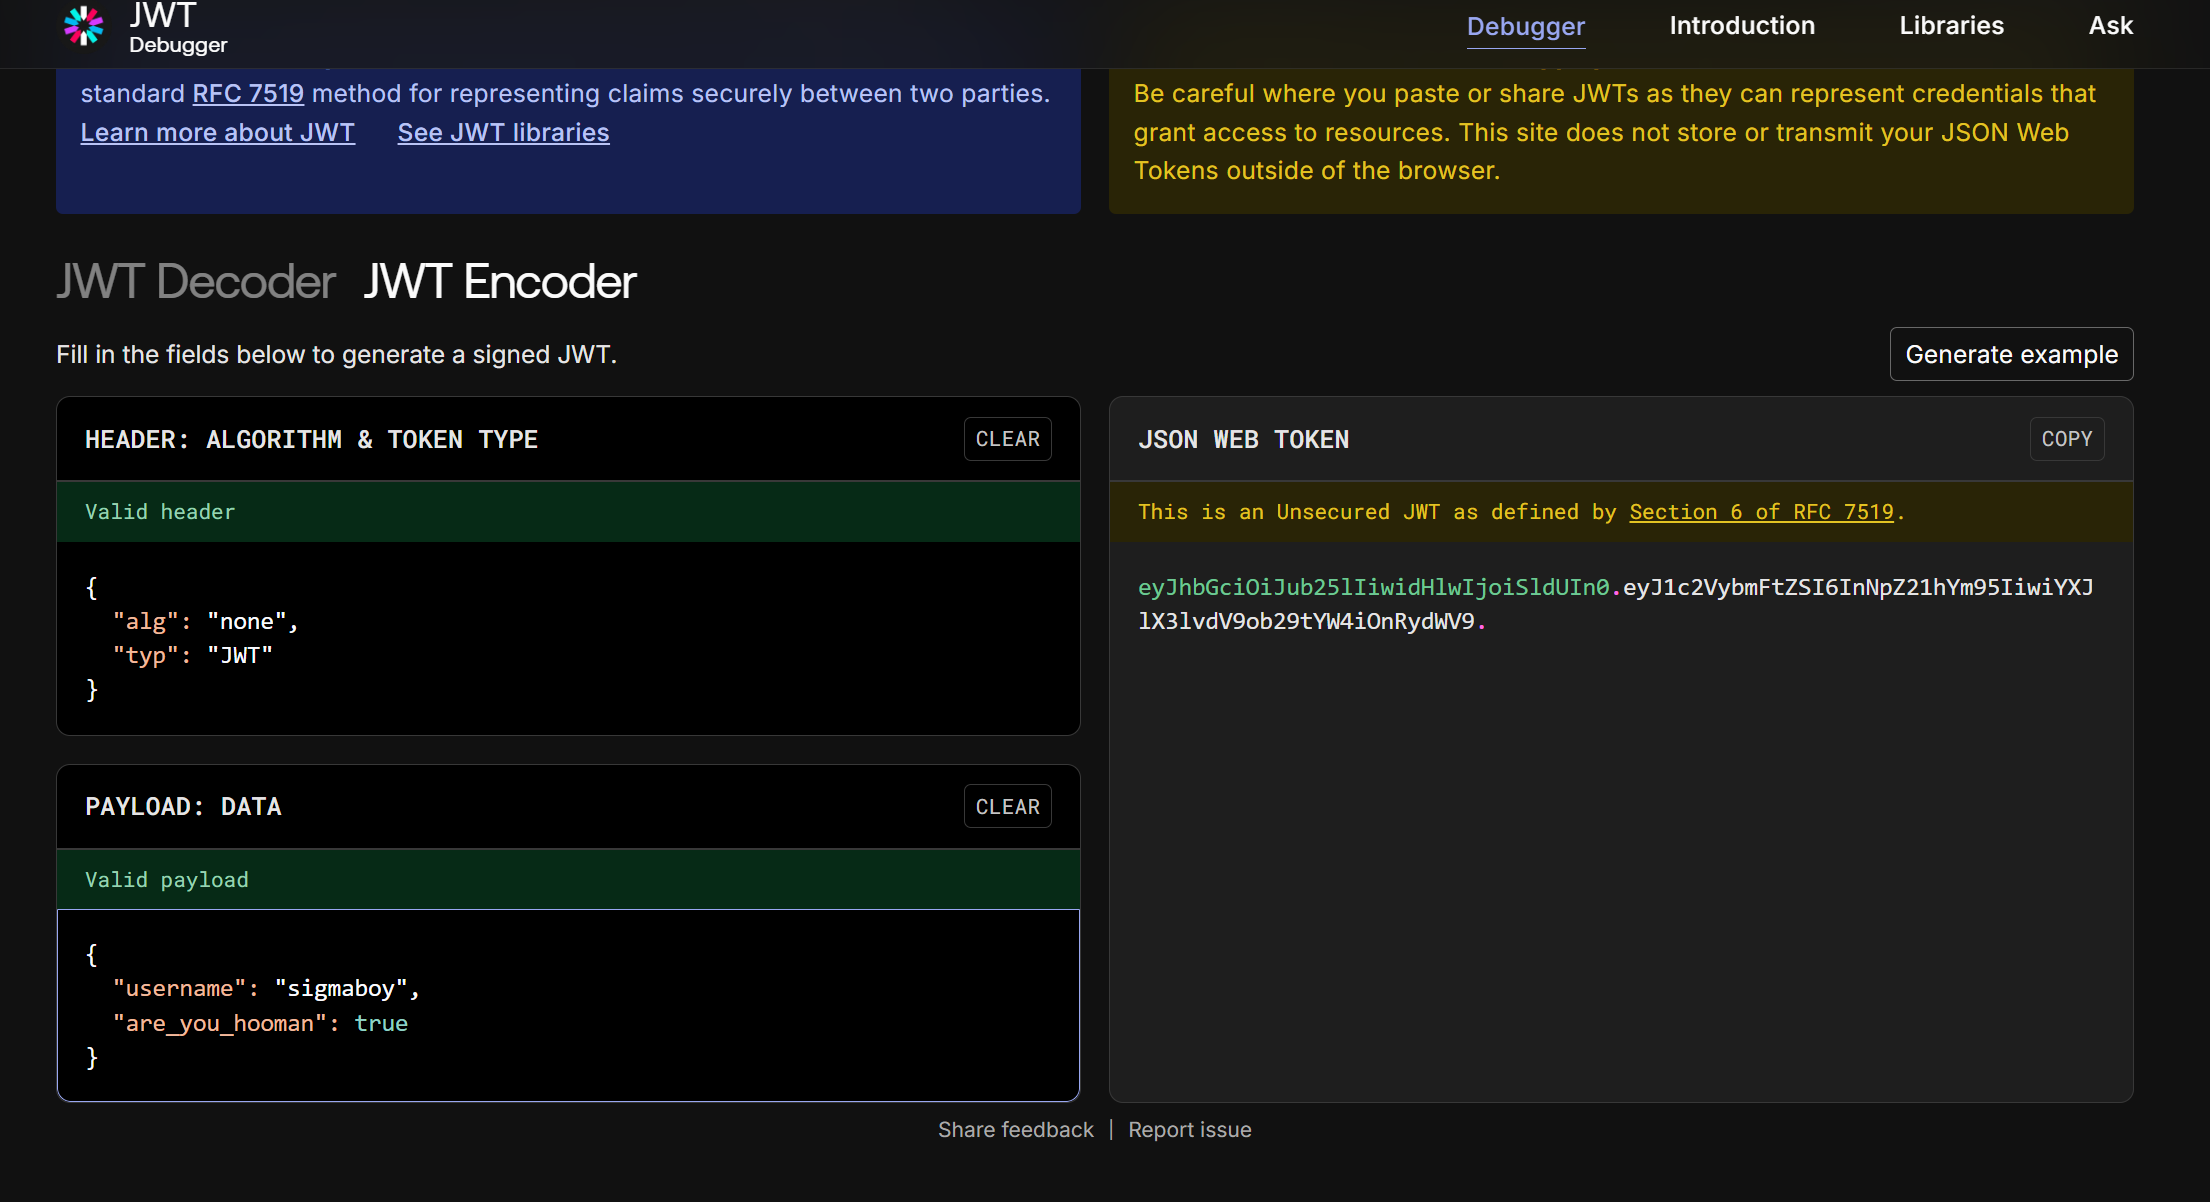 JWT
Debugger
Debugger
Introduction
Libraries
Ask
standard RFC 7519 method for representing claims securely between two parties.
Learn more about JWT See JWT libraries
Be careful where you paste or share JWTs as they can represent credentials that
grant access to resources. This site does not store or transmit your JSON Web
Tokens outside of the browser.
JWT Decoder JWT Encoder
Fill in the fields below to generate a signed JWT.
Generate example
HEADER: ALGORITHM & TOKEN TYPE
CLEAR
Valid header
{
"alg": "none",
"typ": "JWT"
}
PAYLOAD: DATA
CLEAR
Valid payload
{
"username": "sigmaboy",
"are_you_hooman": true
}
JSON WEB TOKEN
COPY
This is an Unsecured JWT as defined by Section 6 of RFC 7519.
eyJhbGciOiJub25lIiwidHlwIjoiSldUIn0.eyJ1c2VybmFtZSI6InNpZ21hYm95IiwiYXJ
lX3lvdV9ob29tYW4iOnRydWV9.
Share feedback | Report issue